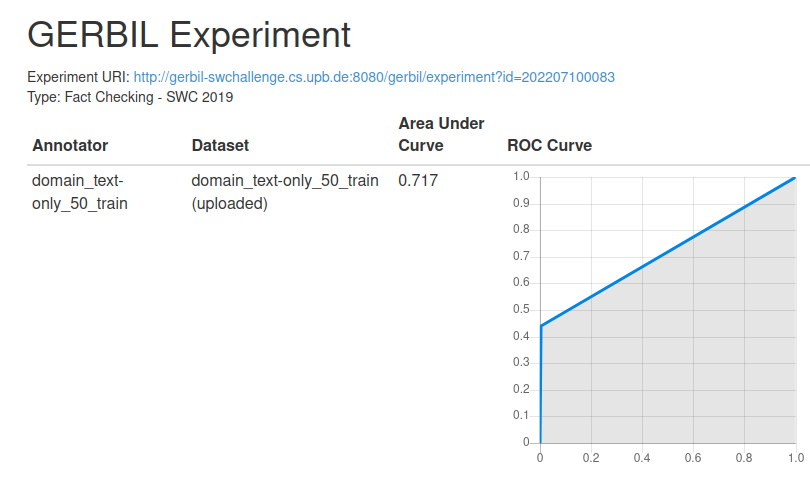 GERBIL Experiment
Experiment URI: http://gerbil-swchallenge.cs.upb.de:8080/gerbil/experiment?id=202207100083
Type: Fact Checking - SWC 2019
Annotator
Dataset
Area Under
Curve
ROC Curve
domain_text-
only_50_train
domain_text-only_50_train
(uploaded)
0.717
1.0
0.9
0.8
0.7
0.6
0.5
0.4
0.3
0.2
0.1
0
0 0.2 0.4 0.6 0.8 1.0